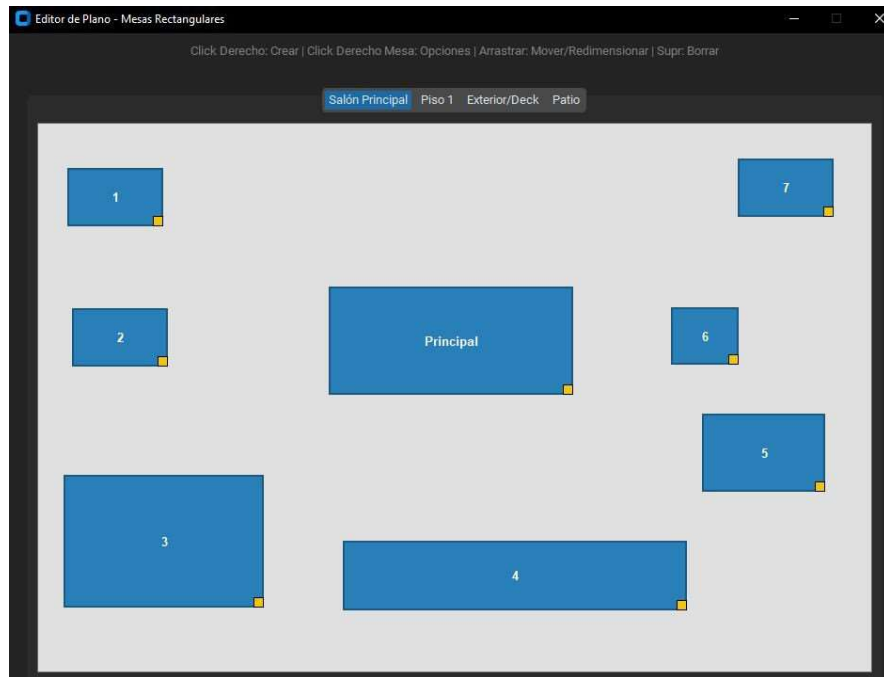 Editor de Plano - Mesas Rectangulares
Click Derecho: Crear | Click Derecho Mesa: Opciones | Arrastrar: Mover/Redimensionar | Supr: Borrar
Salón Principal Piso 1 Exterior/Deck Patio
1
7
2
Principal
6
5
3
4